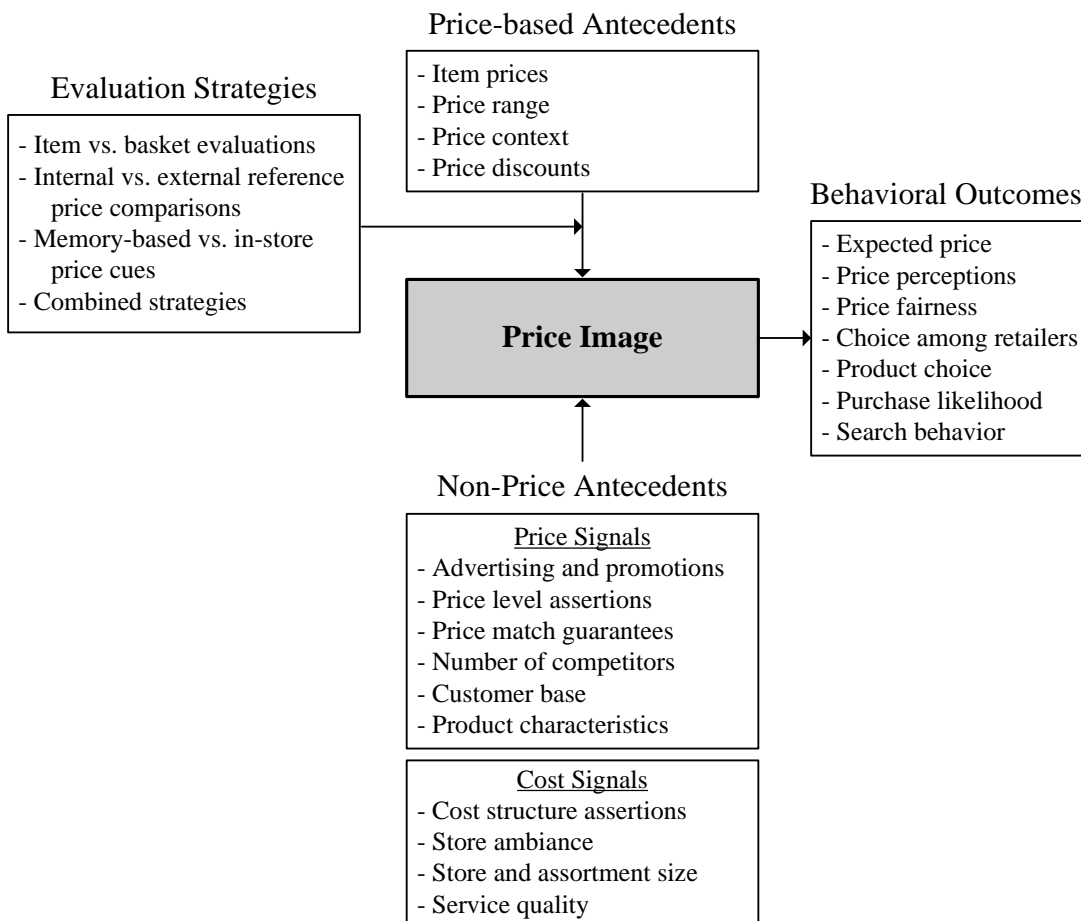 Price-based Antecedents
- Item prices
- Price range
- Price context
- Price discounts
Evaluation Strategies
- Item vs. basket evaluations
- Internal vs. external reference
price comparisons
- Memory-based vs. in-store
price cues
- Combined strategies
Price Image
Behavioral Outcomes
- Expected price
- Price perceptions
- Price fairness
- Choice among retailers
- Product choice
- Purchase likelihood
- Search behavior
Non-Price Antecedents
Price Signals
- Advertising and promotions
- Price level assertions
- Price match guarantees
- Number of competitors
- Customer base
- Product characteristics
Cost Signals
- Cost structure assertions
- Store ambiance
- Store and assortment size
- Service quality